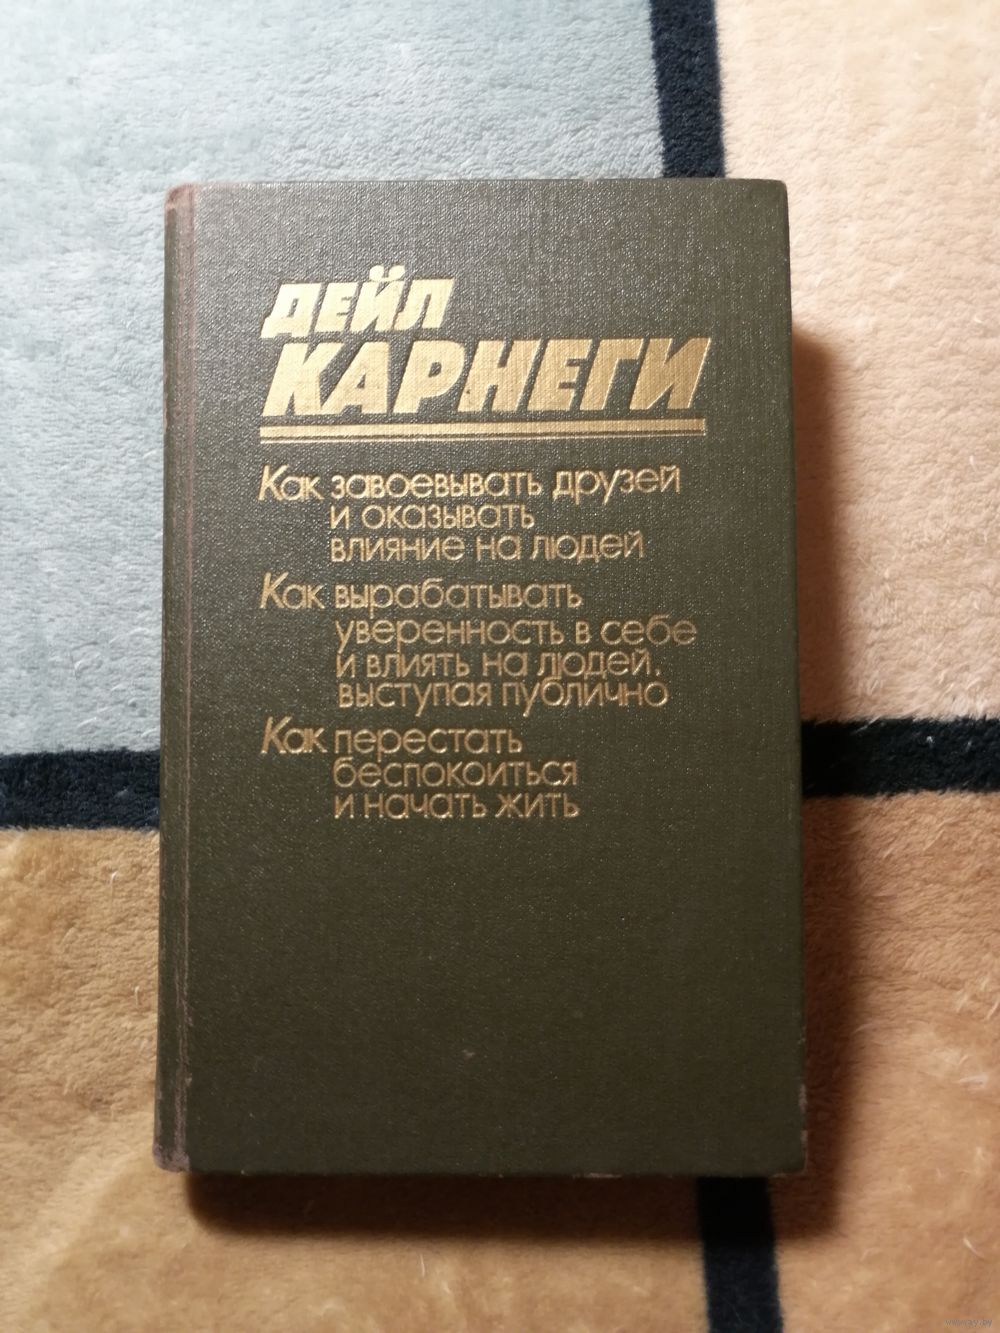 ДЕЙЛ
КАРНЕГИ
Как завоевывать друзей
и оказывать
влияние на людей
Как вырабатывать
уверенность в себе
и влиять на людей,
выступая публично
Как перестать
беспокоиться
и начать жить